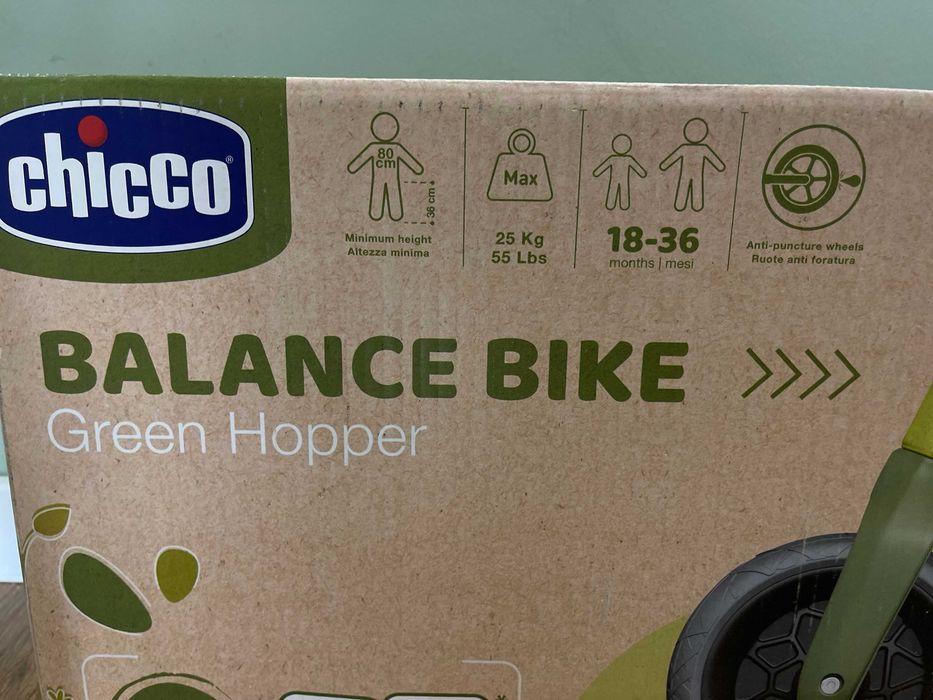 chicco®
80
cm
36 cm
Minimum height
Altezza minima
Max
25 Kg
55 Lbs
18-36
months | mesi
Anti-puncture wheels
Ruote anti foratura
BALANCE BIKE
Green Hopper